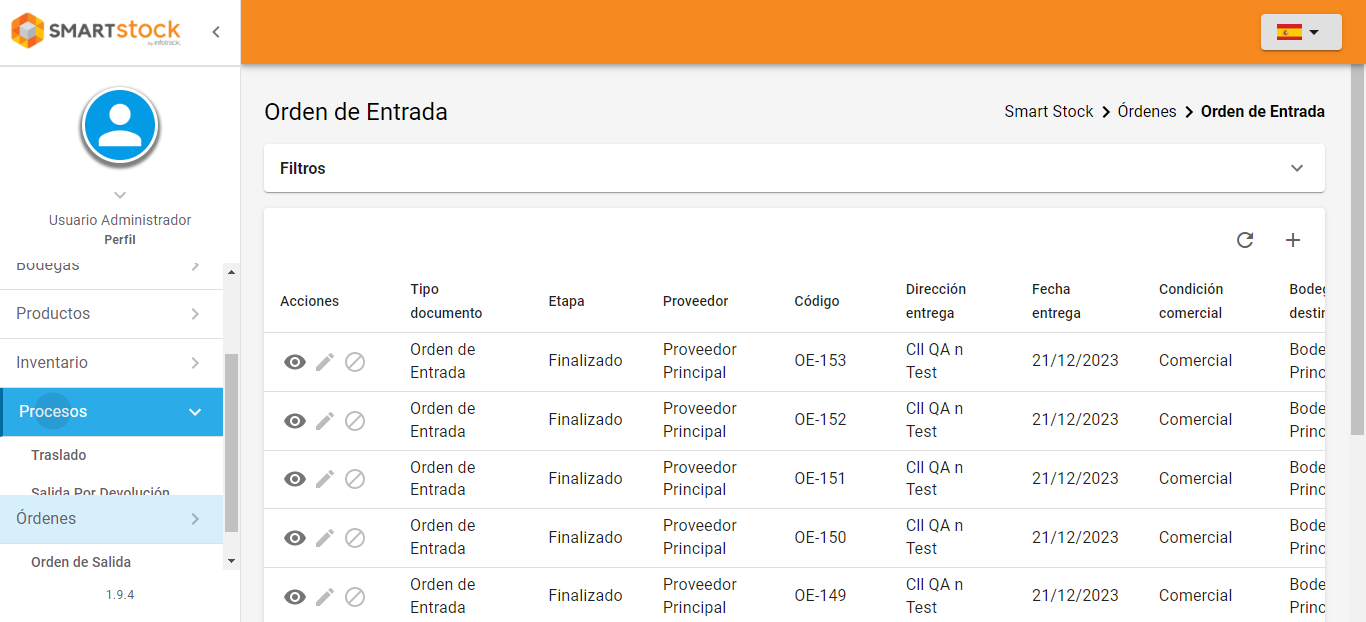 SMARTstock
by infotrack.
Usuario Administrador
Perfil
Bodegas
Productos
Inventario
Procesos
Traslado
Salida Por Devolución
Órdenes
Orden de Salida
1.9.4
Orden de Entrada
Smart Stock > Órdenes > Orden de Entrada
Filtros
Acciones Tipo documento Etapa Proveedor Código Dirección entrega Fecha entrega Condición comercial Bodeg destin
Orden de Entrada Finalizado Proveedor Principal OE-153 Cll QA n Test 21/12/2023 Comercial Bode Princ
Orden de Entrada Finalizado Proveedor Principal OE-152 Cll QA n Test 21/12/2023 Comercial Bode Princ
Orden de Entrada Finalizado Proveedor Principal OE-151 Cll QA n Test 21/12/2023 Comercial Bode Princ
Orden de Entrada Finalizado Proveedor Principal OE-150 Cll QA n Test 21/12/2023 Comercial Bode Princ
Orden de Entrada Finalizado Proveedor Principal OE-149 Cll QA n Test 21/12/2023 Comercial Bode Princ